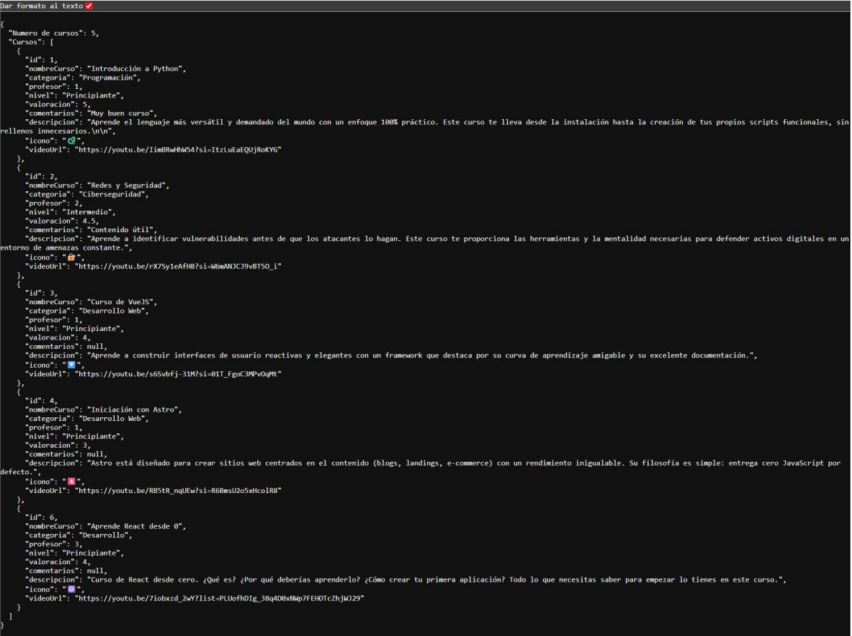 Dar formato al texto
{
"Numero de cursos": 5,
"Cursos": [
{
"id": 1,
"nombreCurso": "Introducción a Python",
"categoria": "Programación",
"profesor": 1,
"nivel": "Principiante",
"valoracion": 5,
"comentarios": "Muy buen curso",
"descripcion": "Aprende el lenguaje más versátil y demandado del mundo con un enfoque 100% práctico. Este curso te lleva desde la instalación hasta la creación de tus propios scripts funcionales, sin
rellenos innecesarios.\n\n",
"icono": "🐍",
"videoUrl": "https://youtu.be/IimBRwHhW54?si=ItzLuEaEQUjRoKYG"
},
{
"id": 2,
"nombreCurso": "Redes y Seguridad",
"categoria": "Ciberseguridad",
"profesor": 2,
"nivel": "Intermedio",
"valoracion": 4.5,
"comentarios": "Contenido útil",
"descripcion": "Aprende a identificar vulnerabilidades antes de que los atacantes lo hagan. Este curso te proporciona las herramientas y la mentalidad necesarias para defender activos digitales en un
entorno de amenazas constante.",
"icono": "🔐",
"videoUrl": "https://youtu.be/rX7Sy1eAfH8?si=W6mANJCJ9vBT5O_i"
},
{
"id": 3,
"nombreCurso": "Curso de VueJS",
"categoria": "Desarrollo Web",
"profesor": 1,
"nivel": "Principiante",
"valoracion": 4,
"comentarios": null,
"descripcion": "Aprende a construir interfaces de usuario reactivas y elegantes con un framework que destaca por su curva de aprendizaje amigable y su excelente documentación.",
"icono": "",
"videoUrl": "https://youtu.be/s6Svbfj-31M?si=01T_FgoC3MPvOqMt"
},
{
"id": 4,
"nombreCurso": "Iniciación con Astro",
"categoria": "Desarrollo Web",
"profesor": 1,
"nivel": "Principiante",
"valoracion": 3,
"comentarios": null,
"descripcion": "Astro está diseñado para crear sitios web centrados en el contenido (blogs, landings, e-commerce) con un rendimiento inigualable. Su filosofía es simple: entrega cero JavaScript por
defecto.",
"icono": "",
"videoUrl": "https://youtu.be/RB5tR_nqUEw?si=R6BmsU2o5xHcolR8"
},
{
"id": 6,
"nombreCurso": "Aprende React desde 0",
"categoria": "Desarrollo",
"profesor": 3,
"nivel": "Principiante",
"valoracion": 4,
"comentarios": null,
"descripcion": "Curso de React desde cero. ¿Qué es? ¿Por qué deberías aprenderlo? ¿Cómo crear tu primera aplicación? Todo lo que necesitas saber para empezar lo tienes en este curso.",
"icono": "⚛️",
"videoUrl": "https://youtu.be/7iobxzd_2wY?list=PLUofhDIg_38q4D0xNWp7FEHOTcZhjWJ29"
}
]
}